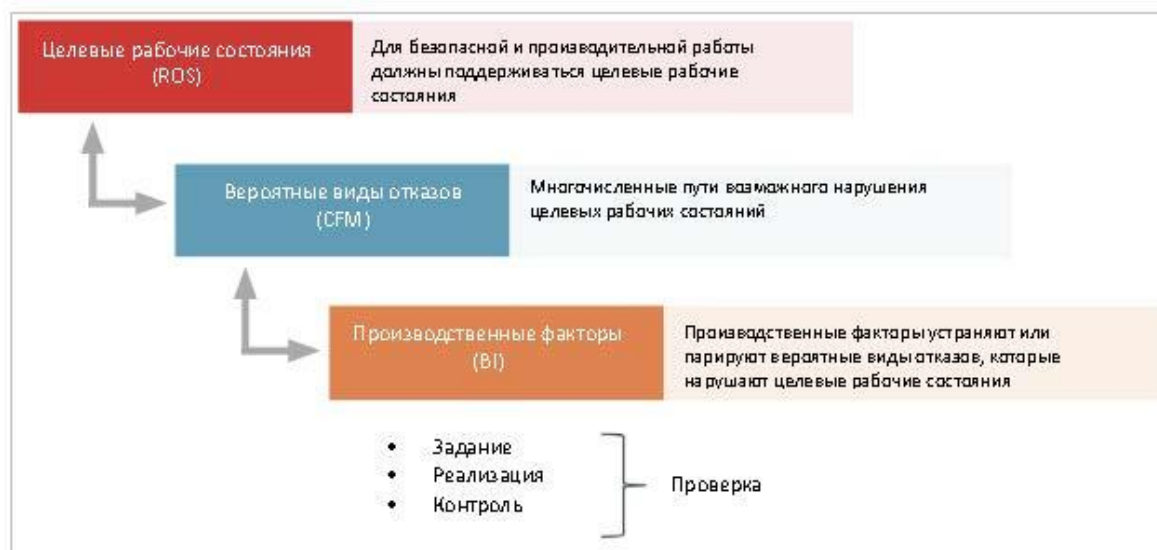 Целевые рабочие состояния
(ROS)
Для безопасной и производительной работы
должны поддерживаться целевые рабочие
состояния
Вероятные виды отказов
(CFM)
Многочисленные пути возможного нарушения
целевых рабочих состояний
Производственные факторы
(BI)
Производственные факторы устраняют или
парируют вероятные виды отказов, которые
нарушают целевые рабочие состояния
• Задание
• Реализация
• Контроль
Проверка